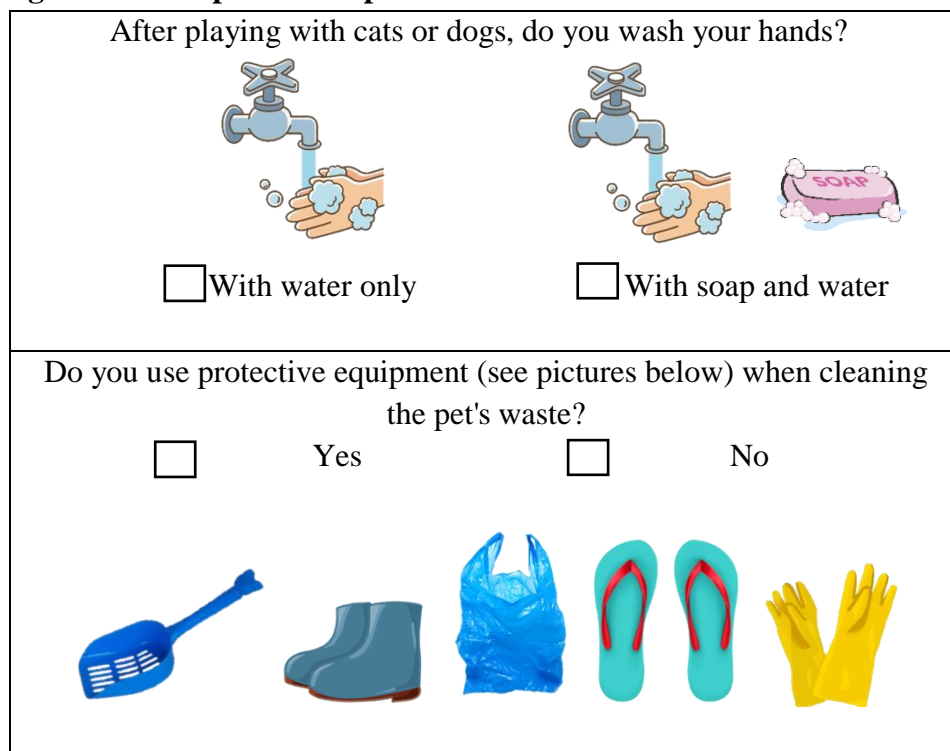 After playing with cats or dogs, do you wash your hands?
SOAP
With water only
With soap and water
Do you use protective equipment (see pictures below) when cleaning
the pet's waste?
Yes
No